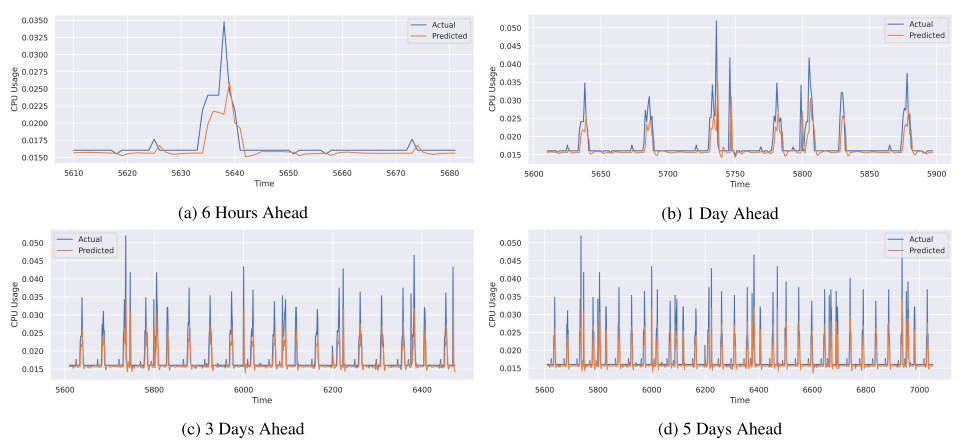 0.0350
0.0325
0.0300
0.0275
0.0250
0.0225
0.0200
0.0175
0.0150
CPU Usage
Actual
Predicted
5610 5620 5630 5640 5650 5660 5670 5680
Time
(a) 6 Hours Ahead
0.050
0.045
0.040
0.035
0.030
0.025
0.020
0.015
CPU Usage
Actual
Predicted
5600 5650 5700 5750 5800 5850 5900
Time
(b) 1 Day Ahead
0.050
0.045
0.040
0.035
0.030
0.025
0.020
0.015
CPU Usage
Actual
Predicted
5600 5800 6000 6200 6400
Time
(c) 3 Days Ahead
0.050
0.045
0.040
0.035
0.030
0.025
0.020
0.015
CPU Usage
Actual
Predicted
5600 5800 6000 6200 6400 6600 6800 7000
Time
(d) 5 Days Ahead